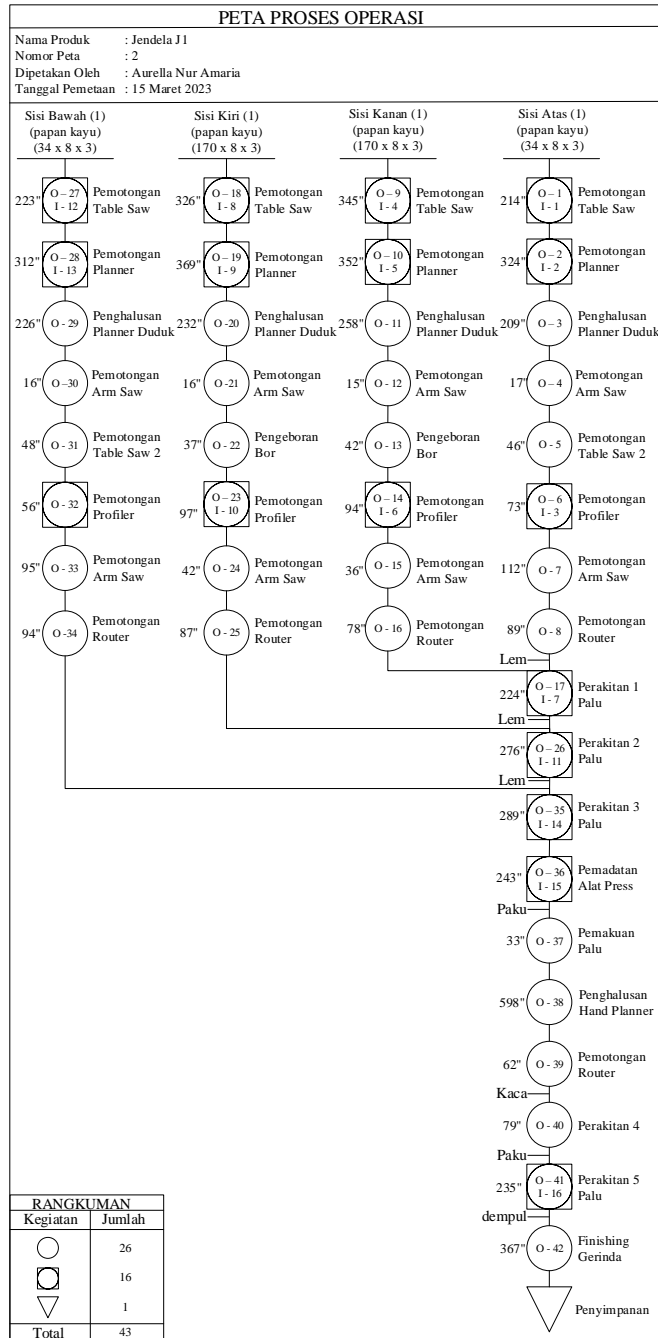 PETA PROSES OPERASI
Nama Produk : Jendela J1
Nomor Peta : 2
Dipetakan Oleh : Aurella Nur Amaria
Tanggal Pemetaan : 15 Maret 2023
Sisi Bawah (1)
(papan kayu)
(34 x 8 x 3)
Sisi Kiri (1)
(papan kayu)
(170 x 8 x 3)
Sisi Kanan (1)
(papan kayu)
(170 x 8 x 3)
Sisi Atas (1)
(papan kayu)
(34 x 8 x 3)
223" O – 27 Pemotongan
I - 12 Table Saw
326" O – 18 Pemotongan
I - 8 Table Saw
345" O – 9 Pemotongan
I - 4 Table Saw
214" O – 1 Pemotongan
I - 1 Table Saw
312" O – 28 Pemotongan
I - 13 Planner
369" O – 19 Pemotongan
I - 9 Planner
352" O – 10 Pemotongan
I - 5 Planner
324" O – 2 Pemotongan
I - 2 Planner
226" O - 29 Penghalusan
Planner Duduk
232" O -20 Penghalusan
Planner Duduk
258" O - 11 Penghalusan
Planner Duduk
209" O – 3 Penghalusan
Planner Duduk
16" O –30 Pemotongan
Arm Saw
16" O -21 Pemotongan
Arm Saw
15" O - 12 Pemotongan
Arm Saw
17" O – 4 Pemotongan
Arm Saw
48" O - 31 Pemotongan
Table Saw 2
37" O - 22 Pengeboran
Bor
42" O - 13 Pengeboran
Bor
46" O - 5 Pemotongan
Table Saw 2
56" O - 32 Pemotongan
Profiler
97" O – 23 Pemotongan
I - 10 Profiler
94" O – 14 Pemotongan
I - 6 Profiler
73" O – 6 Pemotongan
I - 3 Profiler
95" O - 33 Pemotongan
Arm Saw
42" O - 24 Pemotongan
Arm Saw
36" O - 15 Pemotongan
Arm Saw
112" O - 7 Pemotongan
Arm Saw
94" O -34 Pemotongan
Router
87" O - 25 Pemotongan
Router
78" O - 16 Pemotongan
Router
89" O - 8 Pemotongan
Router
Lem
224" O – 17 Perakitan 1
I - 7 Palu
Lem
276" O – 26 Perakitan 2
I - 11 Palu
Lem
289" O – 35 Perakitan 3
I - 14 Palu
243" O – 36 Pemadatan
I - 15 Alat Press
Paku
33" O - 37 Pemakuan
Palu
598" O - 38 Penghalusan
Hand Planner
62" O - 39 Pemotongan
Router
Kaca
79" O - 40 Perakitan 4
Paku
235" O – 41 Perakitan 5
I - 16 Palu
dempul
367" O - 42 Finishing
Gerinda
Penyimpanan
RANGKUMAN
Kegiatan Jumlah
26
16
1
Total 43